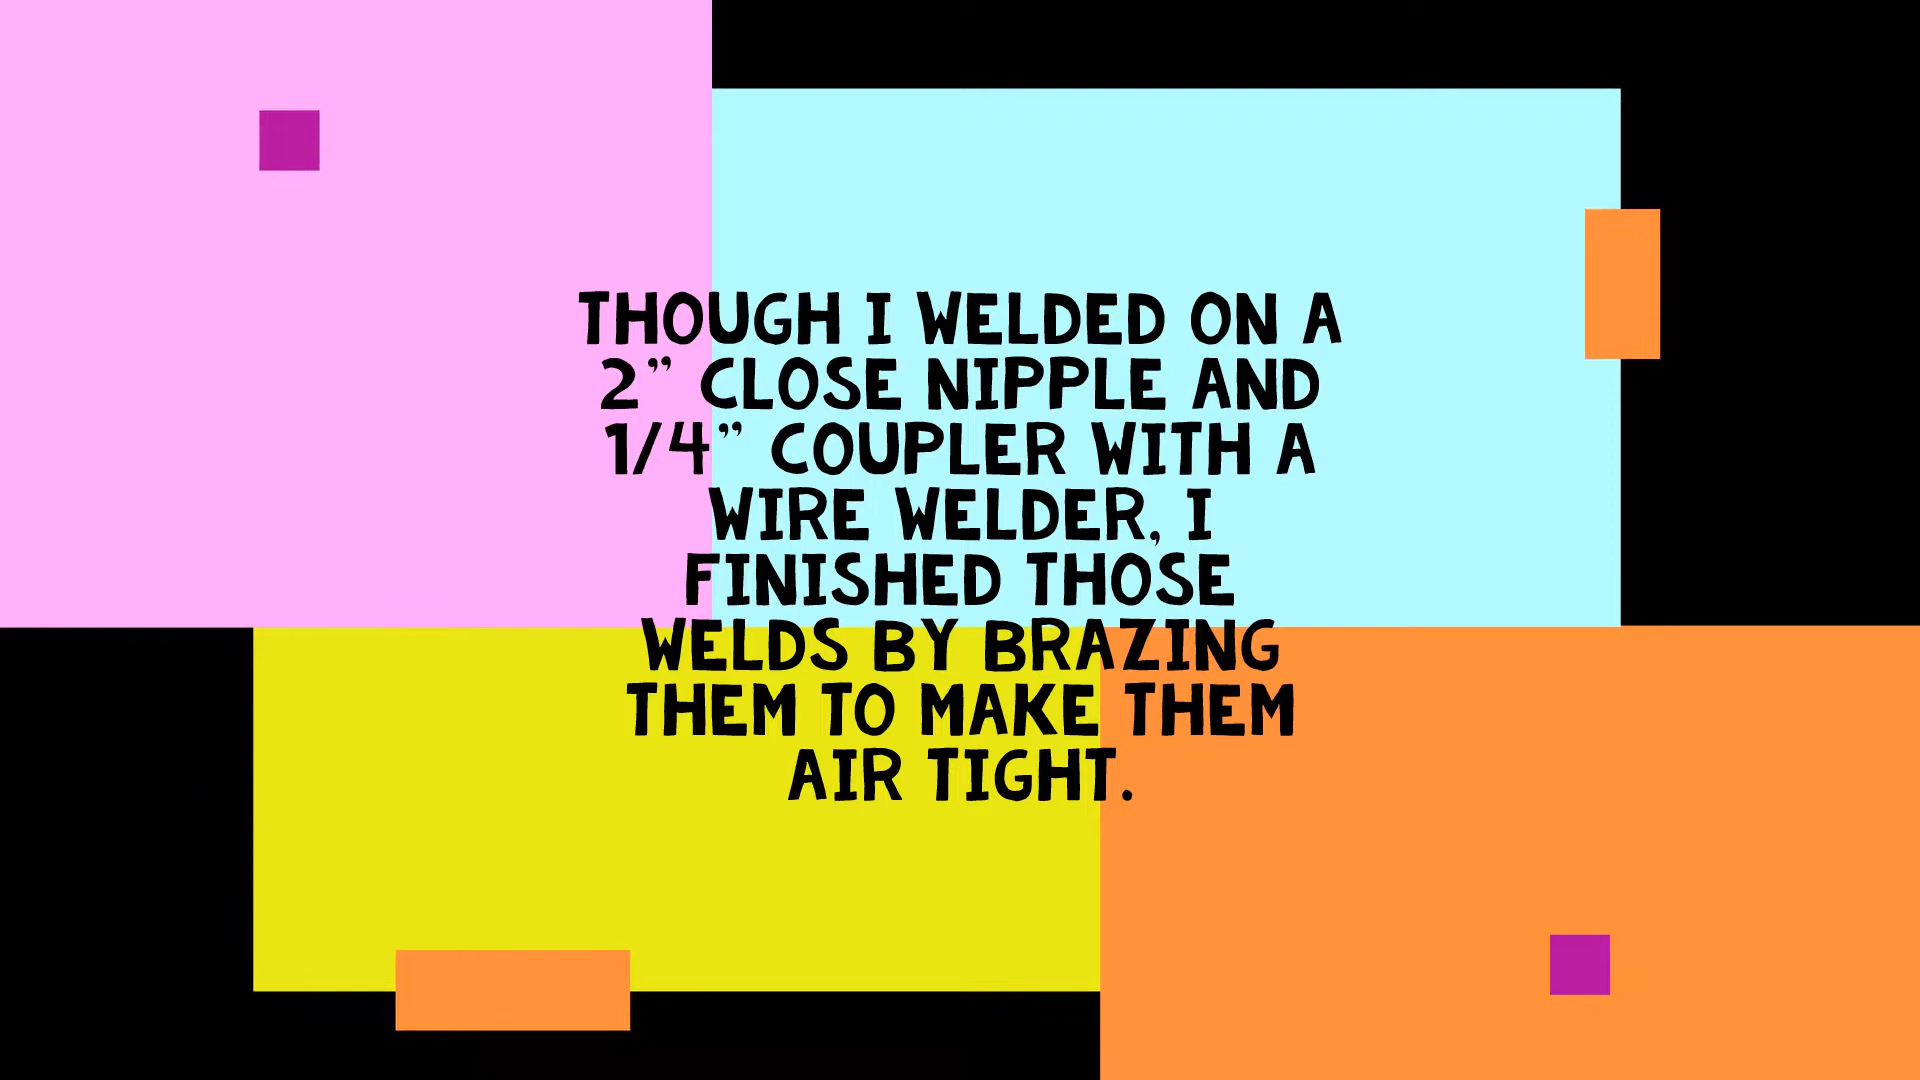 THOUGH I WELDED ON A
2” CLOSE NIPPLE AND
1/4” COUPLER WITH A
WIRE WELDER, I
FINISHED THOSE
WELDS BY BRAZING
THEM TO MAKE THEM
AIR TIGHT.